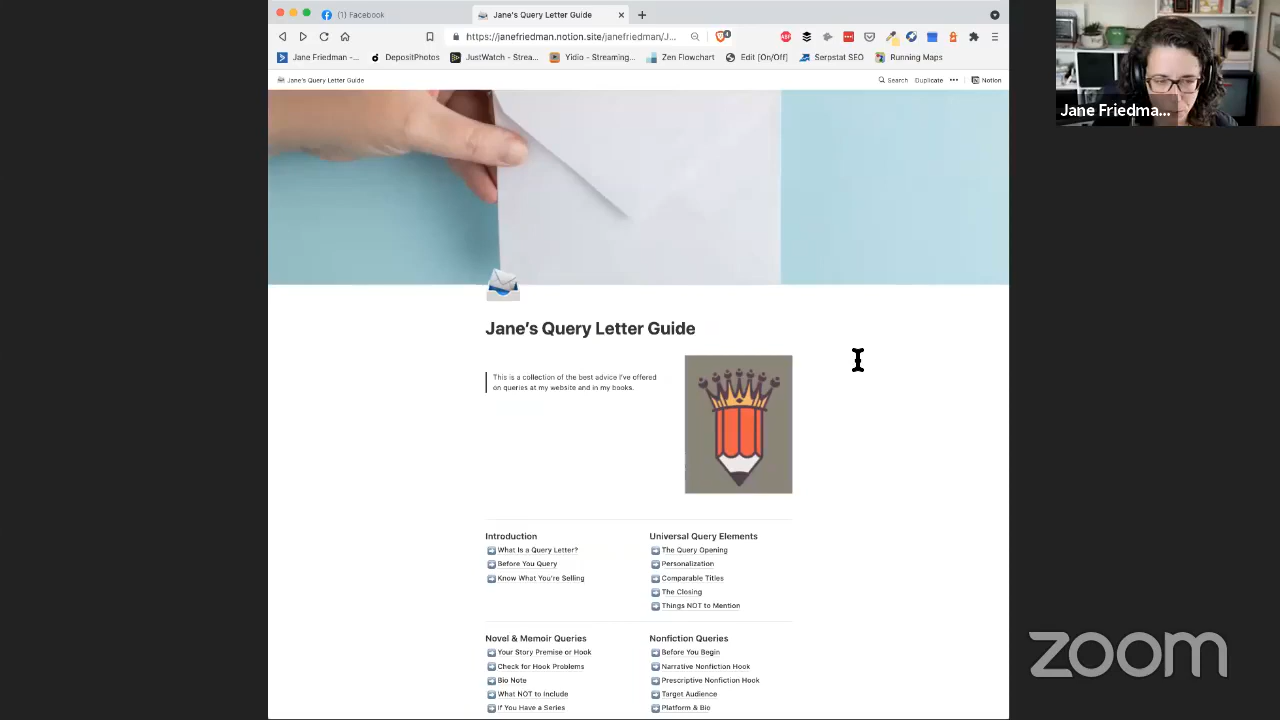 (1) Facebook
Jane's Query Letter Guide
https://janefriedman.notion.site/janefriedman/J...
Jane Friedman -...
DepositPhotos
JustWatch - Strea...
Yidio - Streaming...
Zen Flowchart
Edit [On/Off]
Serpstat SEO
Running Maps
Jane's Query Letter Guide
Search
Duplicate
Notion
Jane Friedma...
Jane's Query Letter Guide
This is a collection of the best advice I've offered
on queries at my website and in my books.
Introduction
What Is a Query Letter?
Before You Query
Know What You're Selling
Universal Query Elements
The Query Opening
Personalization
Comparable Titles
The Closing
Things NOT to Mention
Novel & Memoir Queries
Your Story Premise or Hook
Check for Hook Problems
Bio Note
What NOT to Include
If You Have a Series
Nonfiction Queries
Before You Begin
Narrative Nonfiction Hook
Prescriptive Nonfiction Hook
Target Audience
Platform & Bio
zoom